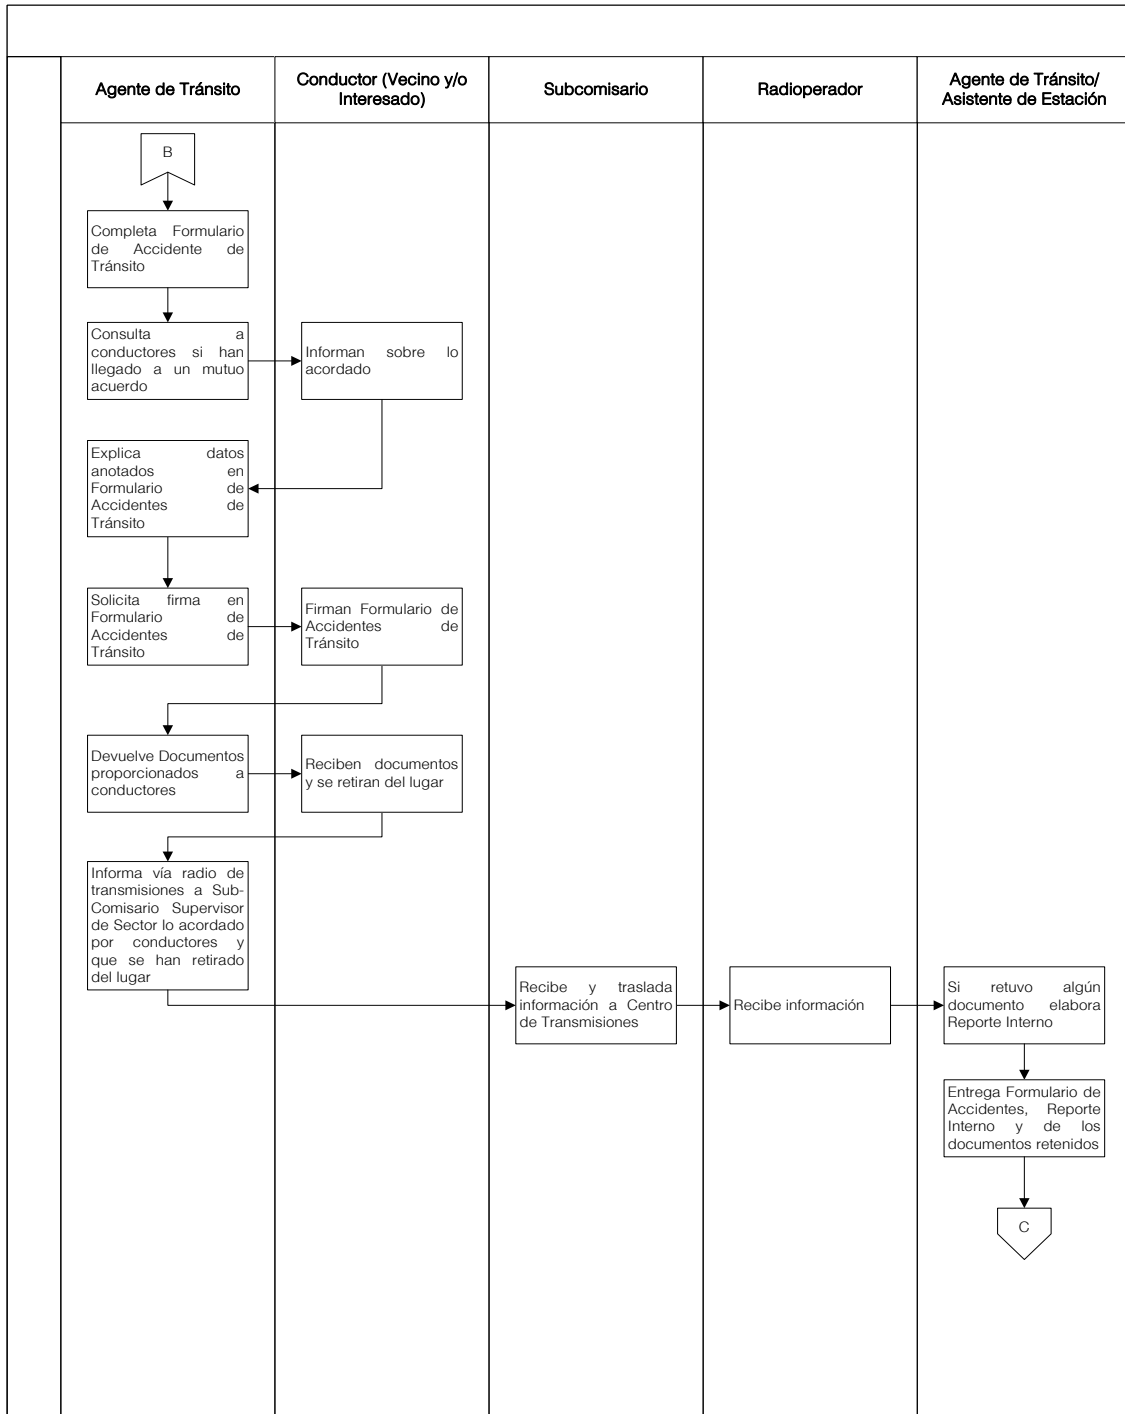 Agente de Tránsito
Conductor (Vecino y/o
Interesado)
Subcomisario
Radioperador
Agente de Tránsito/
Asistente de Estación
B
Completa Formulario
de Accidente de
Tránsito
Consulta a
conductores si han
llegado a un mutuo
acuerdo
Informan sobre lo
acordado
Explica datos
anotados en
Formulario de
Accidentes de
Tránsito
Solicita firma en
Formulario de
Accidentes de
Tránsito
Firman Formulario de
Accidentes de
Tránsito
Devuelve Documentos
proporcionados a
conductores
Reciben documentos
y se retiran del lugar
Informa vía radio de
transmisiones a Sub-
Comisario Supervisor
de Sector lo acordado
por conductores y
que se han retirado
del lugar
Recibe y traslada
información a Centro
de Transmisiones
Recibe información
Si retuvo algún
documento elabora
Reporte Interno
Entrega Formulario de
Accidentes, Reporte
Interno y de los
documentos retenidos
C